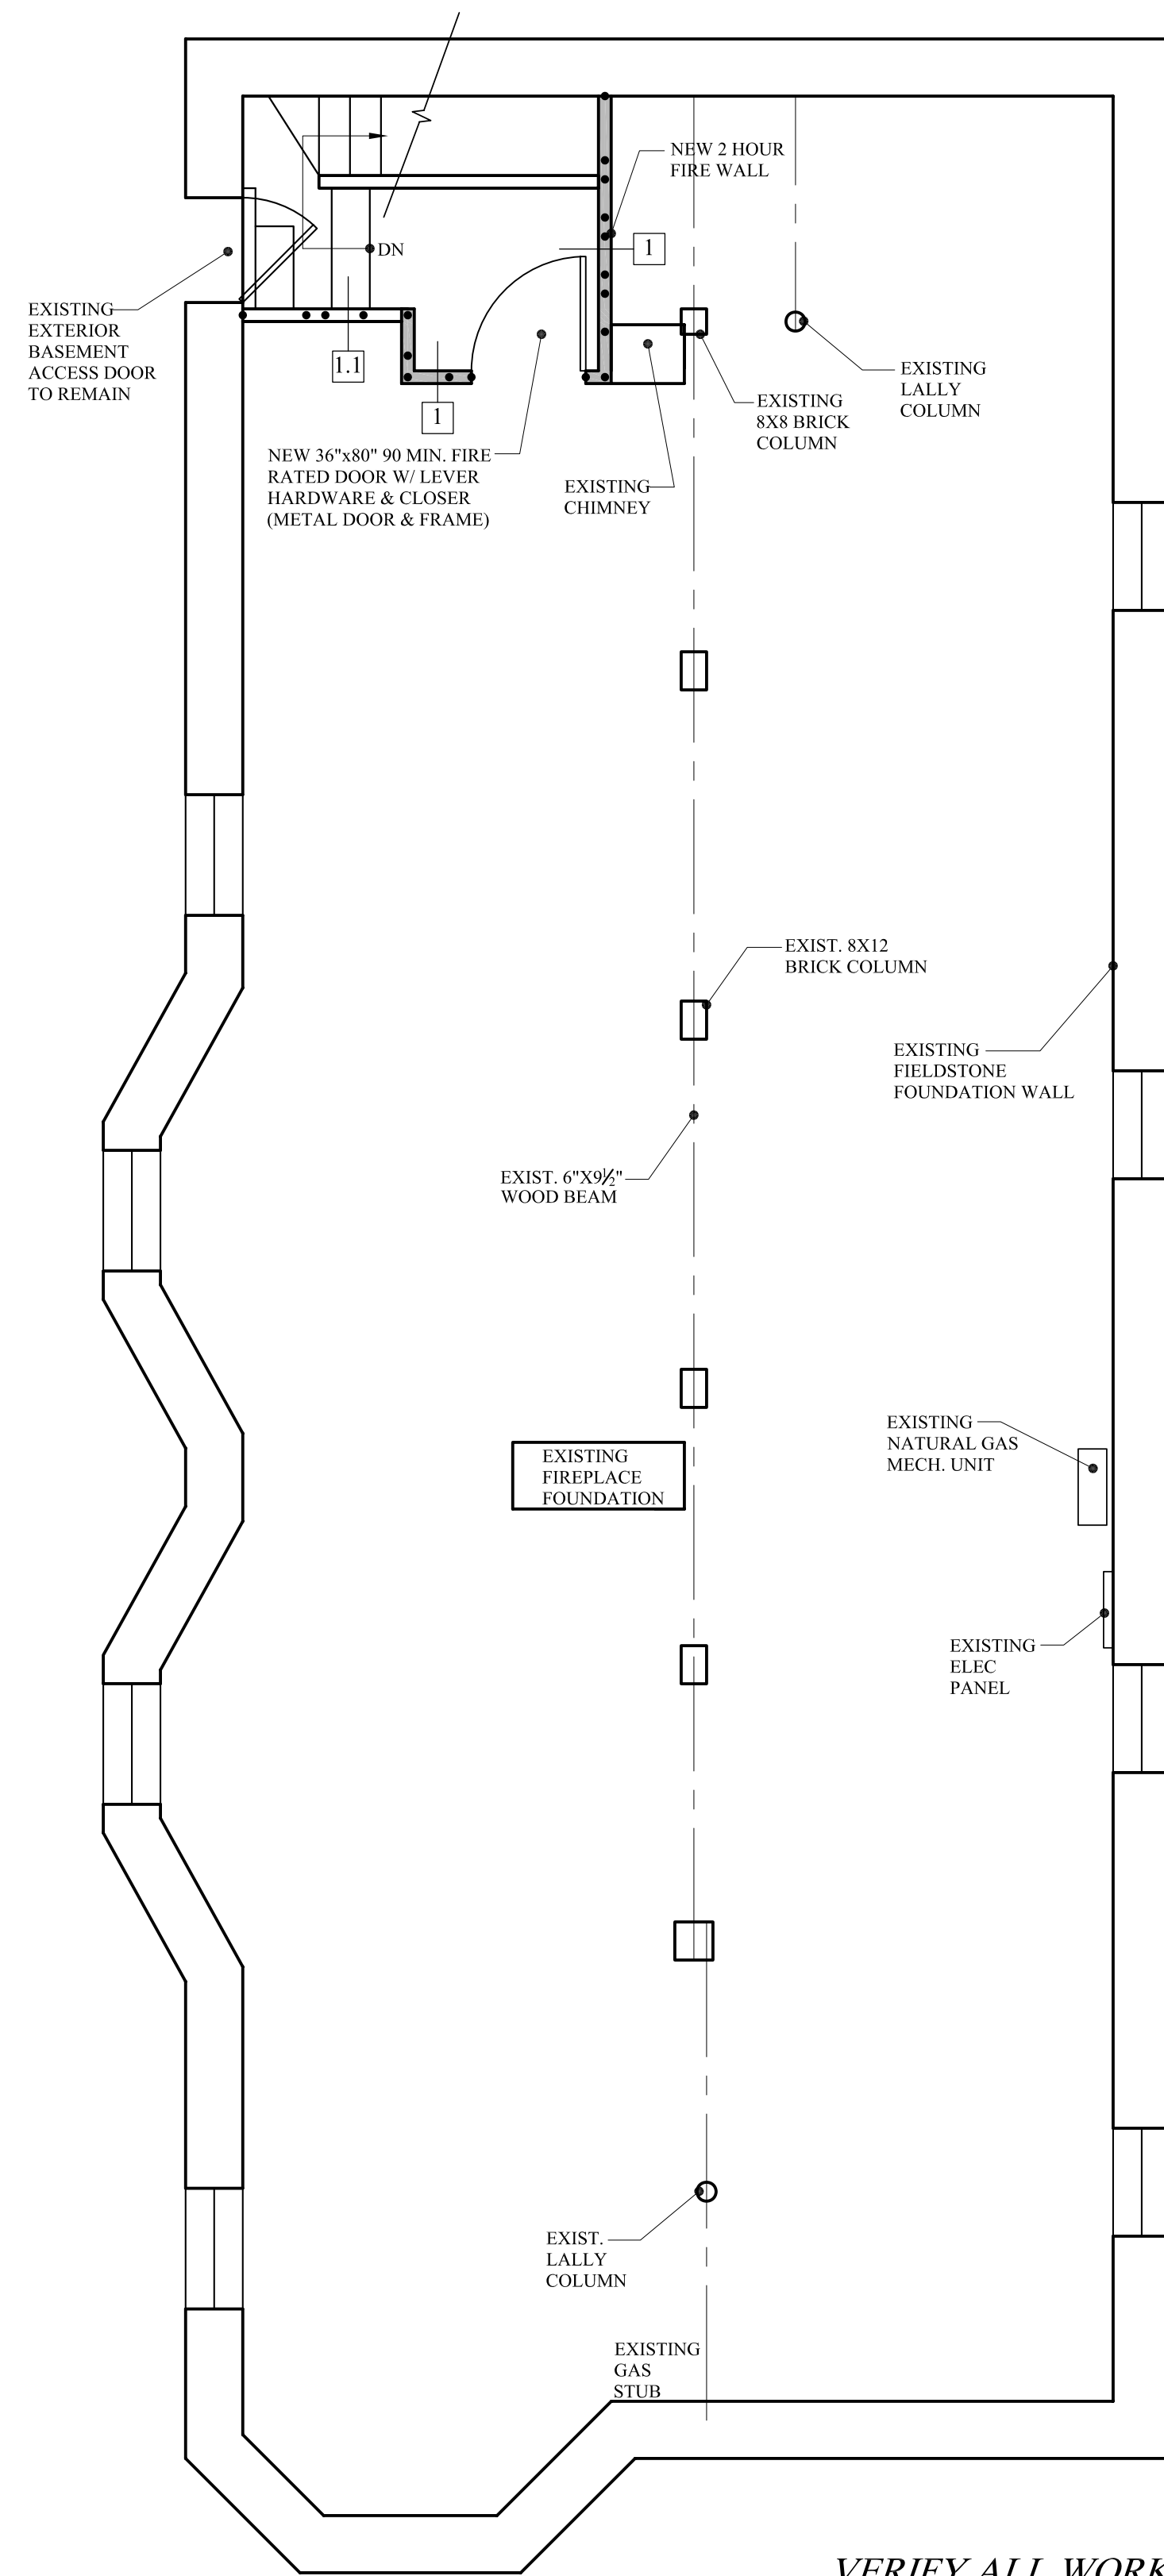 NEW 2 HOUR
FIRE WALL
DN
1
EXISTING
EXTERIOR
BASEMENT
ACCESS DOOR
TO REMAIN
1.1
1
EXISTING
LALLY
COLUMN
EXISTING
8X8 BRICK
COLUMN
NEW 36"x80" 90 MIN. FIRE
RATED DOOR W/ LEVER
HARDWARE & CLOSER
(METAL DOOR & FRAME)
EXISTING
CHIMNEY
EXIST. 8X12
BRICK COLUMN
EXISTING
FIELDSTONE
FOUNDATION WALL
EXIST. 6"X9½"
WOOD BEAM
EXISTING
NATURAL GAS
MECH. UNIT
EXISTING
FIREPLACE
FOUNDATION
EXISTING
ELEC
PANEL
EXIST.
LALLY
COLUMN
EXISTING
GAS
STUB
VERIFY ALL WORK